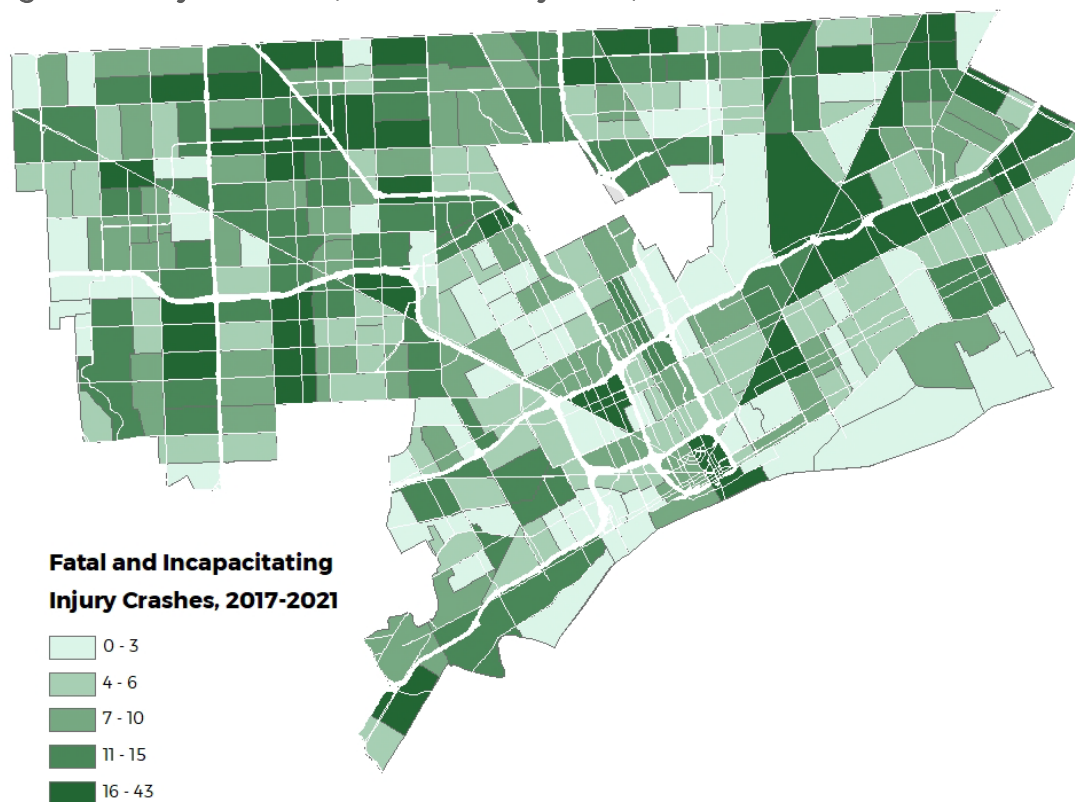 Fatal and Incapacitating
Injury Crashes, 2017-2021
0 - 3
4 - 6
7 - 10
11 - 15
16 - 43